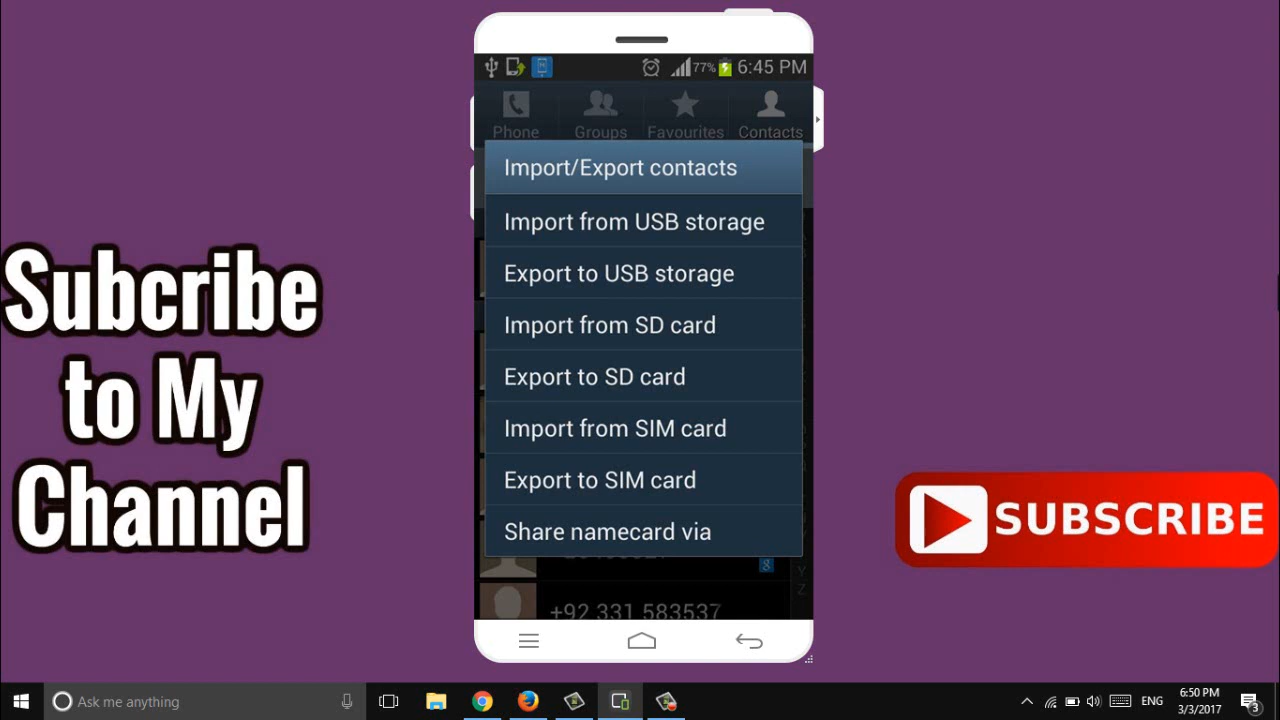 77% 6:45 PM
Phone Groups Favourites Contacts
Import/Export contacts
Import from USB storage
Export to USB storage
Import from SD card
Export to SD card
Import from SIM card
Export to SIM card
Share namecard via
8
Y
Z
+92 331 583537
Subcribe
to My
Channel
SUBSCRIBE
Ask me anything
ENG
6:50 PM
3/3/2017
3